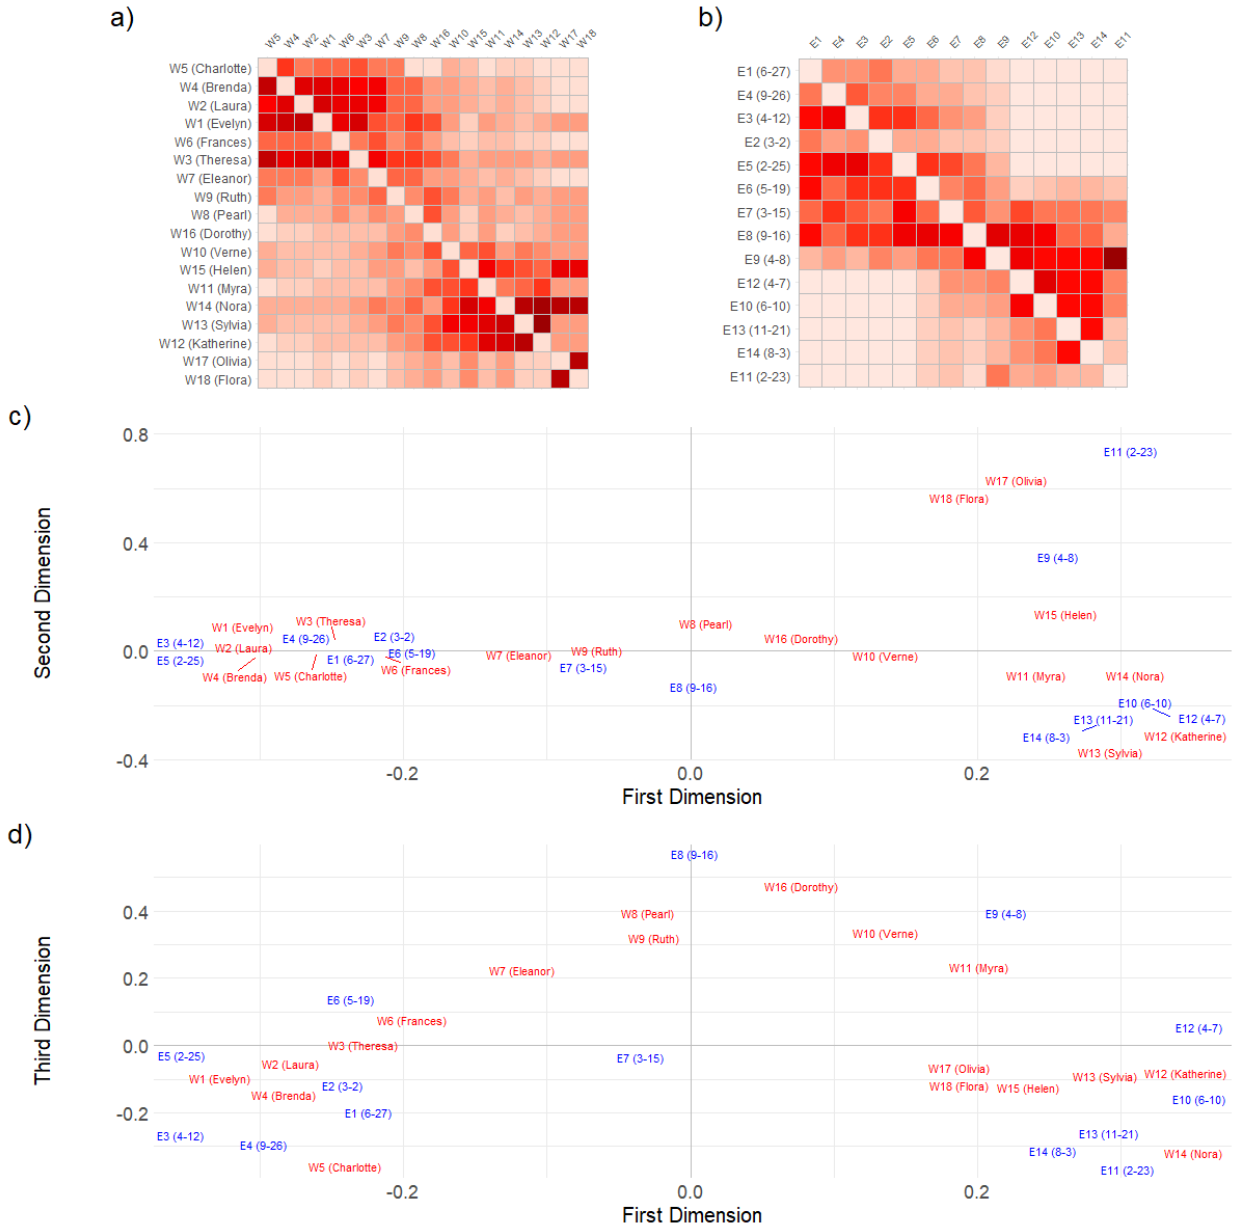 a)
W5 W4 W2 W1 W6 W3 W7 W9 W8 W16 W10 W15 W11 W14 W13 W12 W17 W18
W5 (Charlotte)
W4 (Brenda)
W2 (Laura)
W1 (Evelyn)
W6 (Frances)
W3 (Theresa)
W7 (Eleanor)
W9 (Ruth)
W8 (Pearl)
W16 (Dorothy)
W10 (Verne)
W15 (Helen)
W11 (Myra)
W14 (Nora)
W13 (Sylvia)
W12 (Katherine)
W17 (Olivia)
W18 (Flora)
b)
E1 E4 E3 E2 E5 E6 E7 E8 E9 E12 E10 E13 E14 E11
E1 (6-27)
E4 (9-26)
E3 (4-12)
E2 (3-2)
E5 (2-25)
E6 (5-19)
E7 (3-15)
E8 (9-16)
E9 (4-8)
E12 (4-7)
E10 (6-10)
E13 (11-21)
E14 (8-3)
E11 (2-23)
c)
Second Dimension
0.8
0.4
0.0
-0.4
E11 (2-23)
W17 (Olivia)
W18 (Flora)
E9 (4-8)
W15 (Helen)
W1 (Evelyn)
W3 (Theresa)
W8 (Pearl)
E3 (4-12)
E4 (9-26)
E2 (3-2)
W16 (Dorothy)
W2 (Laura)
E5 (2-25)
E1 (6-27)
E6 (5-19)
W7 (Eleanor)
W9 (Ruth)
W10 (Verne)
W4 (Brenda)
W5 (Charlotte)
W6 (Frances)
E7 (3-15)
W11 (Myra)
W14 (Nora)
E8 (9-16)
E10 (6-10)
E13 (11-21)
E12 (4-7)
E14 (8-3)
W12 (Katherine)
W13 (Sylvia)
-0.2 0.0 0.2
First Dimension
d)
Third Dimension
0.4
0.2
0.0
-0.2
E8 (9-16)
W16 (Dorothy)
W8 (Pearl)
E9 (4-8)
W9 (Ruth)
W10 (Verne)
W7 (Eleanor)
W11 (Myra)
E6 (5-19)
W6 (Frances)
E12 (4-7)
W3 (Theresa)
E5 (2-25)
E7 (3-15)
W2 (Laura)
W17 (Olivia)
W1 (Evelyn)
W13 (Sylvia)
W12 (Katherine)
E2 (3-2)
W18 (Flora)
W15 (Helen)
W4 (Brenda)
E10 (6-10)
E1 (6-27)
E3 (4-12)
E13 (11-21)
E4 (9-26)
E14 (8-3)
W14 (Nora)
W5 (Charlotte)
E11 (2-23)
-0.2 0.0 0.2
First Dimension